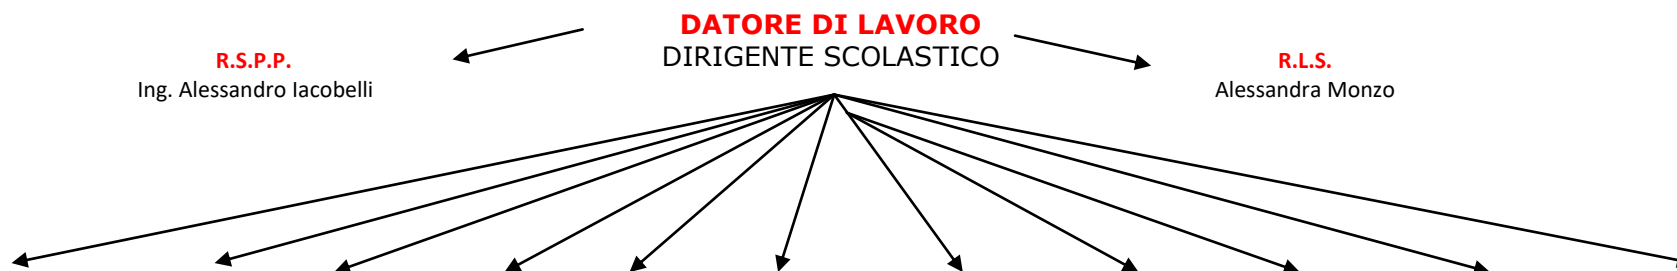 DATORE DI LAVORO
DIRIGENTE SCOLASTICO
R.S.P.P.
Ing. Alessandro Iacobelli
R.L.S.
Alessandra Monzo